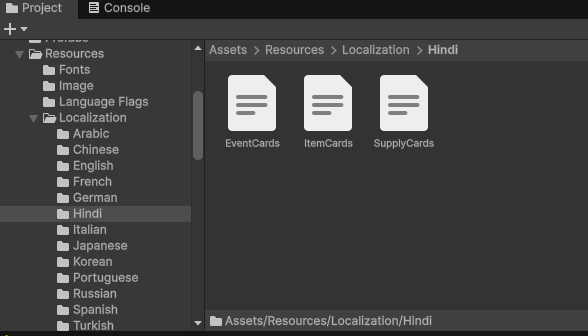 Project
Console
Resources
Fonts
Image
Language Flags
Localization
Arabic
Chinese
English
French
German
Hindi
Italian
Japanese
Korean
Portuguese
Russian
Spanish
Turkish
Assets > Resources > Localization > Hindi
EventCards
ItemCards
SupplyCards
Assets/Resources/Localization/Hindi